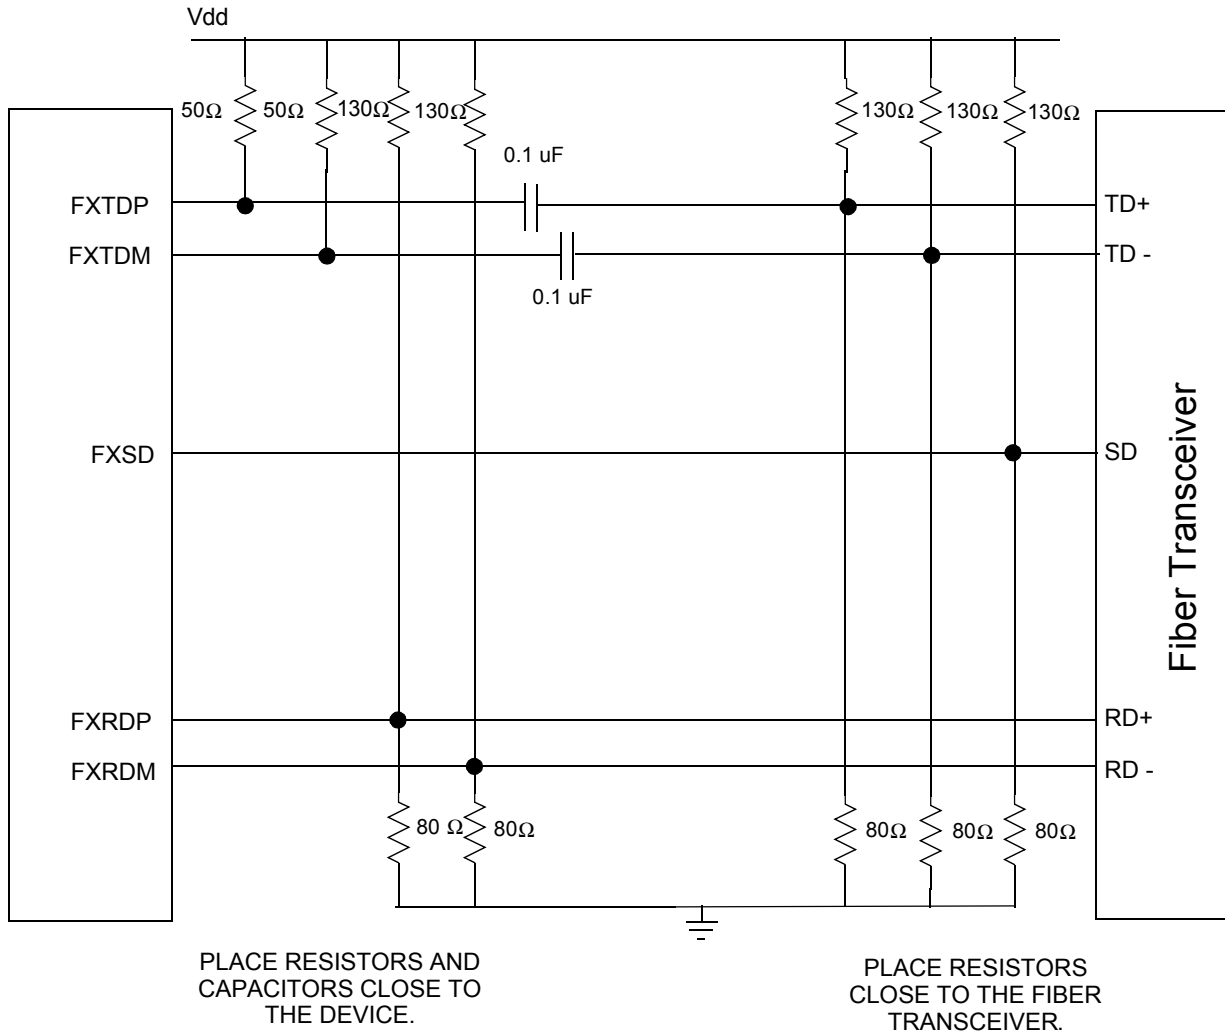 Vdd
50Ω 50Ω 130Ω 130Ω 130Ω 130Ω 130Ω
0.1 uF
FXTDP TD+
FXTDM TD -
0.1 uF
FXSD SD
Fiber Transceiver
FXRDP RD+
FXRDM RD -
80 Ω 80Ω 80Ω 80Ω 80Ω
PLACE RESISTORS AND
CAPACITORS CLOSE TO
THE DEVICE.
PLACE RESISTORS
CLOSE TO THE FIBER
TRANSCEIVER.